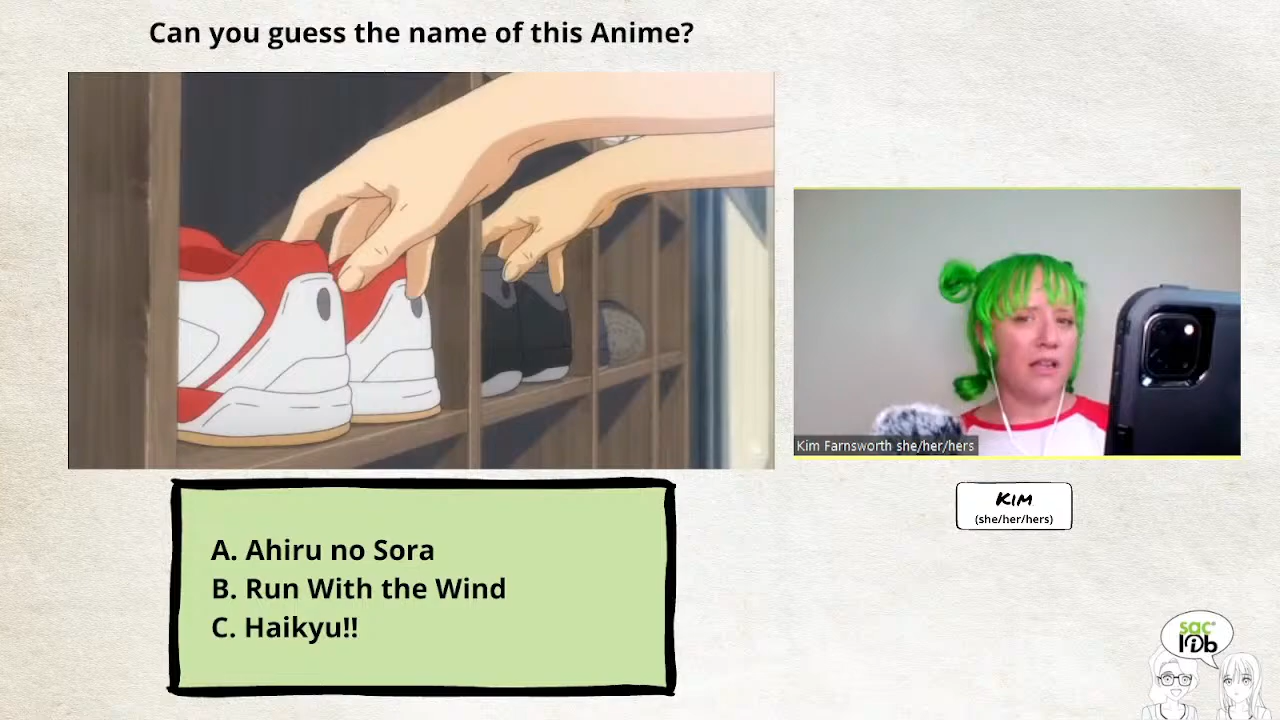 Can you guess the name of this Anime?
Kim Farnsworth she/her/hers
KIM
(she/her/hers)
A. Ahiru no Sora
B. Run With the Wind
C. Haikyu!!
sac
lib